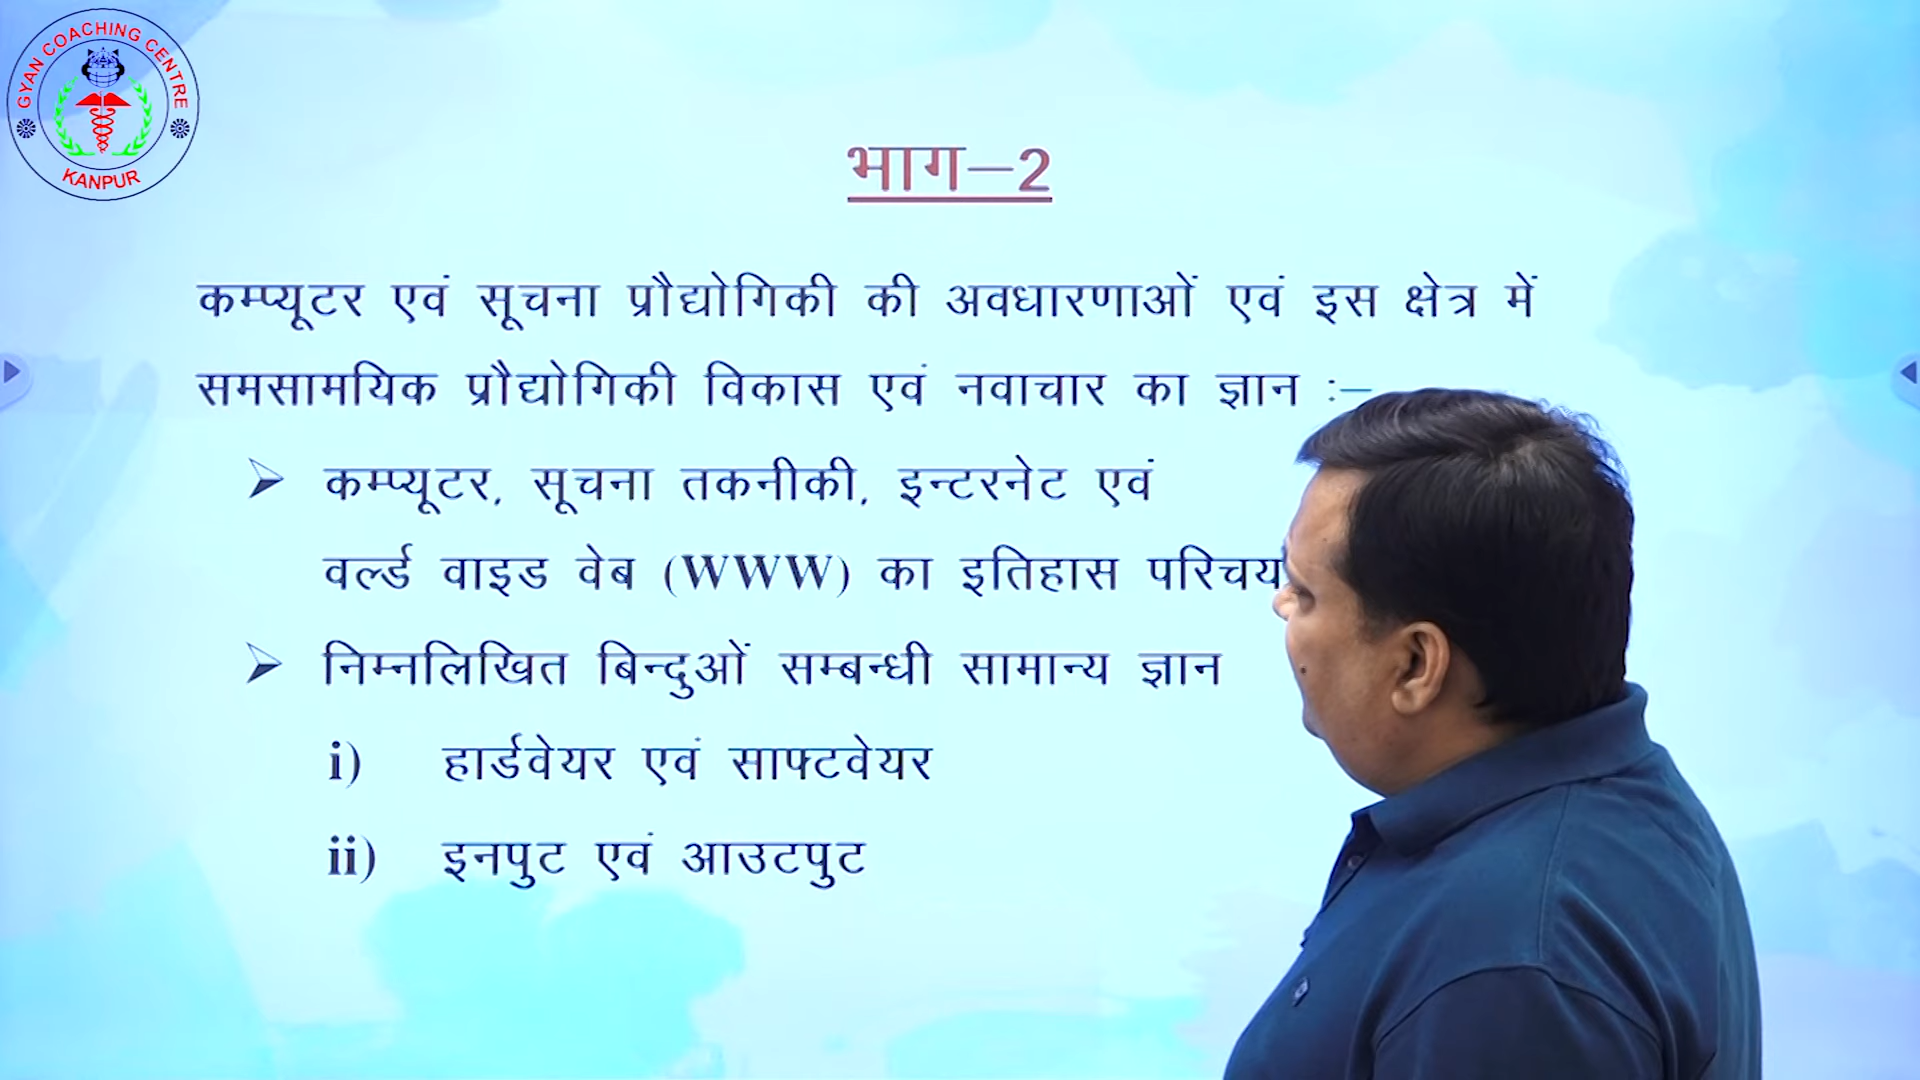 GYAN COACHING CENTRE
KANPUR
भाग–2
कम्प्यूटर एवं सूचना प्रौद्योगिकी की अवधारणाओं एवं इस क्षेत्र में
समसामयिक प्रौद्योगिकी विकास एवं नवाचार का ज्ञान :–
➢ कम्प्यूटर, सूचना तकनीकी, इन्टरनेट एवं
वर्ल्ड वाइड वेब (WWW) का इतिहास परिचय
➢ निम्नलिखित बिन्दुओं सम्बन्धी सामान्य ज्ञान
i) हार्डवेयर एवं साफ्टवेयर
ii) इनपुट एवं आउटपुट